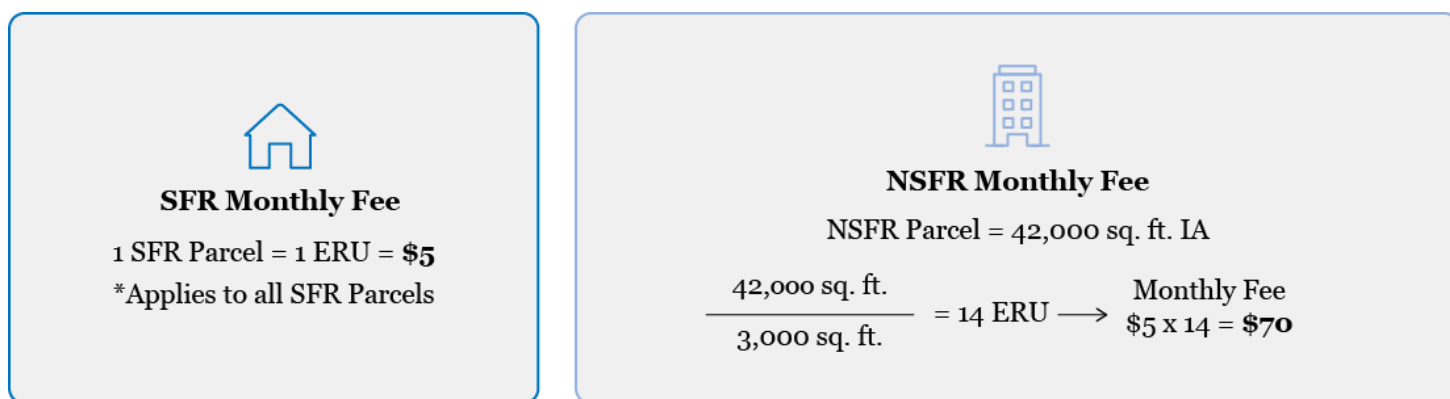 SFR Monthly Fee
1 SFR Parcel = 1 ERU = $5
*Applies to all SFR Parcels
NSFR Monthly Fee
NSFR Parcel = 42,000 sq. ft. IA
42,000 sq. ft.
3,000 sq. ft.
= 14 ERU ⟶
Monthly Fee
$5 x 14 = $70